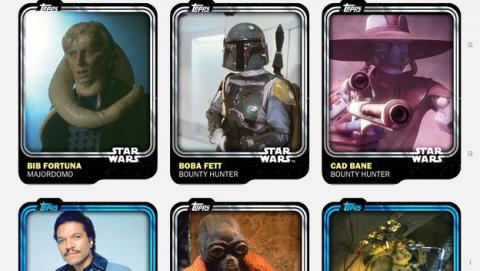 Topps
Topps
Topps
G
STAR
WARS
STAR
WARS
STAR
WARS
G
BIB FORTUNA
MAJORDOMO
BOBA FETT
BOUNTY HUNTER
CAD BANE
BOUNTY HUNTER
Topps
Topps
Topps
I